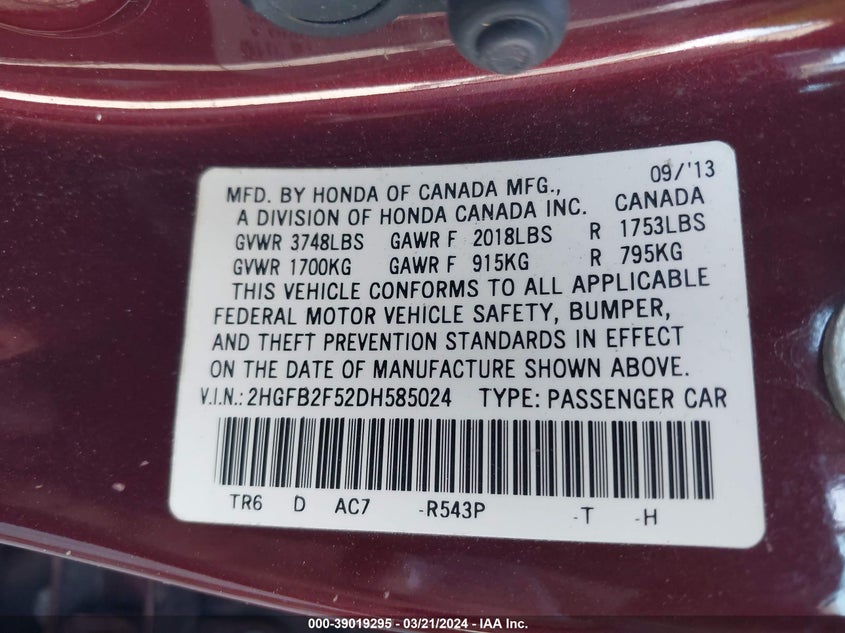 09/'13
MFD. BY HONDA OF CANADA MFG.,
A DIVISION OF HONDA CANADA INC. CANADA
GVWR 3748LBS GAWR F 2018LBS R 1753LBS
GVWR 1700KG GAWR F 915KG R 795KG
THIS VEHICLE CONFORMS TO ALL APPLICABLE
FEDERAL MOTOR VEHICLE SAFETY, BUMPER,
AND THEFT PREVENTION STANDARDS IN EFFECT
ON THE DATE OF MANUFACTURE SHOWN ABOVE.
V.I.N.: 2HGFB2F52DH585024 TYPE: PASSENGER CAR
TR6 D AC7 -R543P -T -H
000-39019295 - 03/21/2024 - IAA Inc.